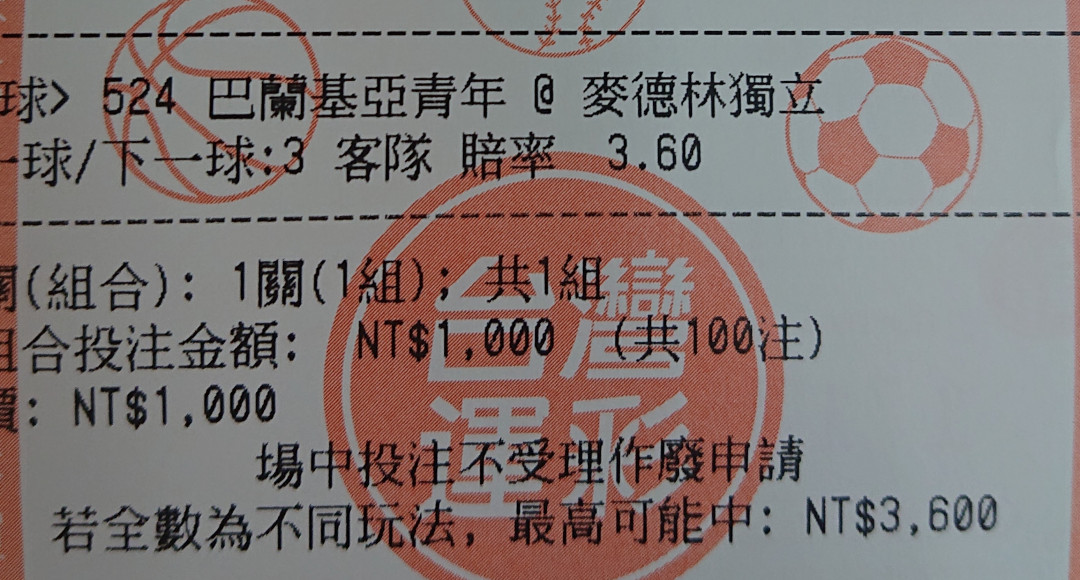 球> 524 巴蘭基亞青年 @ 麥德林獨立
一球/下一球:3 客隊 賠率 3.60
關(組合): 1關(1組); 共1組
組合投注金額: NT$1,000 (共100注)
價: NT$1,000
場中投注不受理作廢申請
若全數為不同玩法, 最高可能中: NT$3,600
台灣
運彩